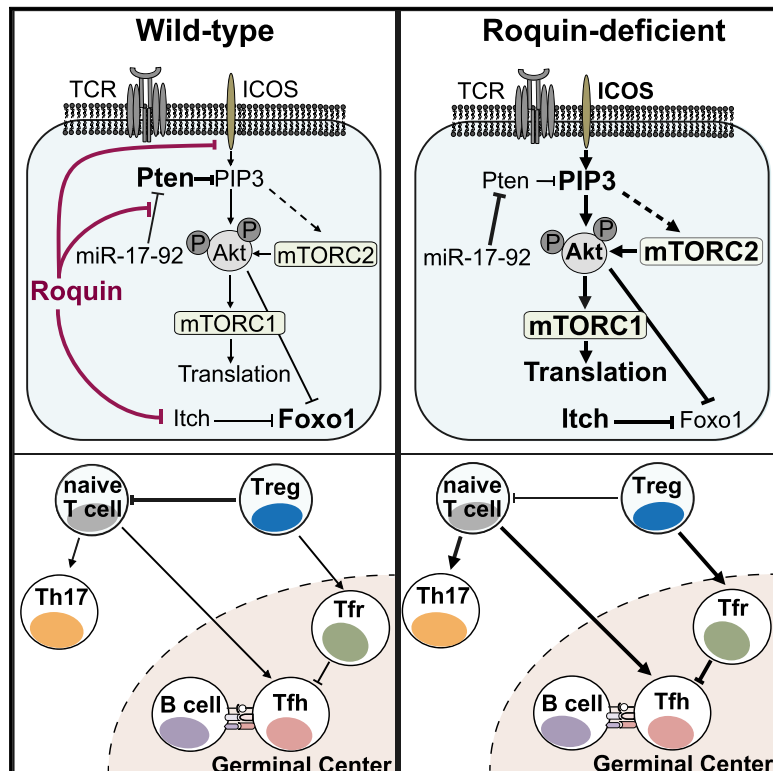 Wild-type
TCR
ICOS
Pten
PIP3
miR-17-92
P
P
Akt
mTORC2
Roquin
mTORC1
Translation
Itch
Foxo1
naive
T cell
Treg
Th17
Tfr
B cell
Tfh
Germinal Center
Roquin-deficient
TCR
ICOS
Pten
PIP3
miR-17-92
P
P
Akt
mTORC2
mTORC1
Translation
Itch
Foxo1
naive
T cell
Treg
Th17
Tfr
B cell
Tfh
Germinal Center